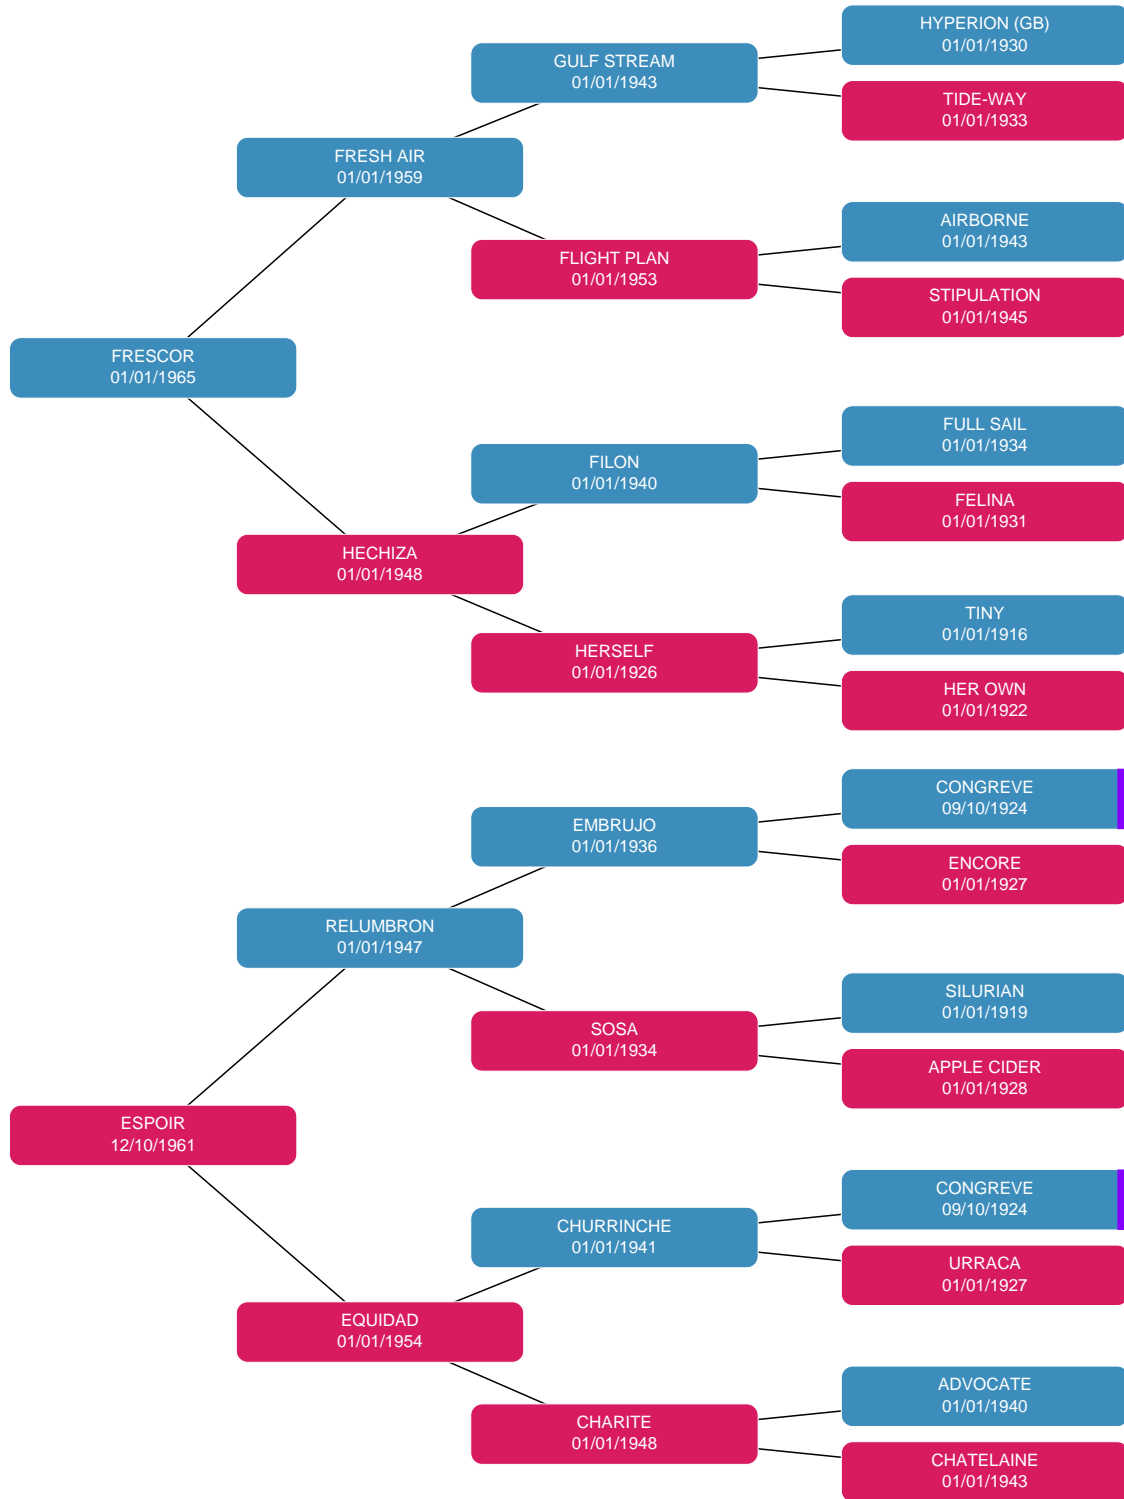 HYPERION (GB)
01/01/1930
GULF STREAM
01/01/1943
TIDE-WAY
01/01/1933
FRESH AIR
01/01/1959
AIRBORNE
01/01/1943
FLIGHT PLAN
01/01/1953
STIPULATION
01/01/1945
FRESCOR
01/01/1965
FULL SAIL
01/01/1934
FILON
01/01/1940
FELINA
01/01/1931
HECHIZA
01/01/1948
TINY
01/01/1916
HERSELF
01/01/1926
HER OWN
01/01/1922
CONGREVE
09/10/1924
EMBRUJO
01/01/1936
ENCORE
01/01/1927
RELUMBRON
01/01/1947
SILURIAN
01/01/1919
SOSA
01/01/1934
APPLE CIDER
01/01/1928
ESPOIR
12/10/1961
CONGREVE
09/10/1924
CHURRINCHE
01/01/1941
URRACA
01/01/1927
EQUIDAD
01/01/1954
ADVOCATE
01/01/1940
CHARITE
01/01/1948
CHATELAINE
01/01/1943